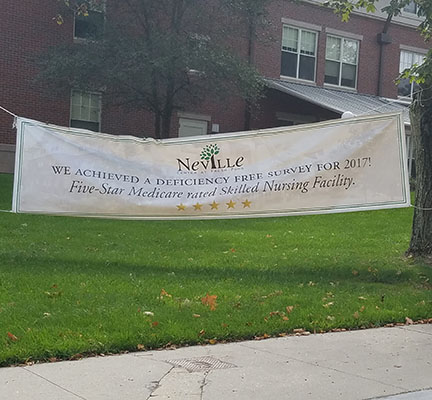 Neville
WE ACHIEVED A DEFICIENCY FREE SURVEY FOR 2017!
Five-Star Medicare rated Skilled Nursing Facility.